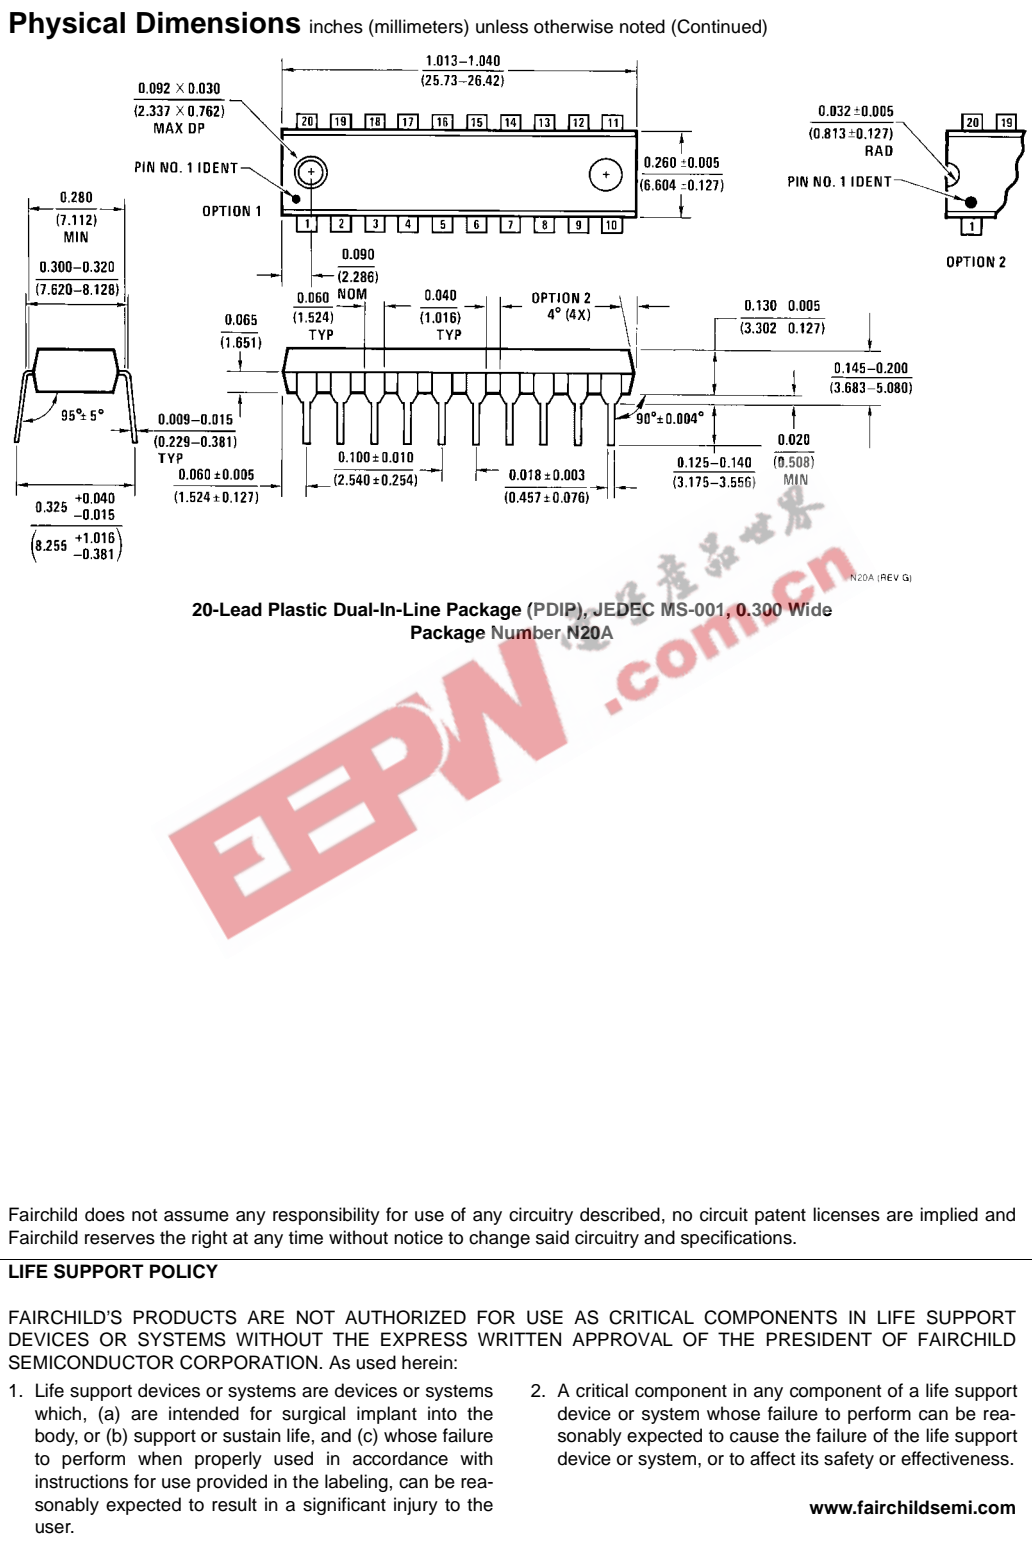 Physical Dimensions inches (millimeters) unless otherwise noted (Continued)
1.013–1.040
(25.73–26.42)
0.092 × 0.030
(2.337 × 0.762)
MAX DP
20 19 18 17 16 15 14 13 12 11
0.032 ±0.005
(0.813 ±0.127)
RAD
20 19
PIN NO. 1 IDENT
0.260 ±0.005
(6.604 ±0.127)
PIN NO. 1 IDENT
OPTION 1
1 2 3 4 5 6 7 8 9 10
1
OPTION 2
0.280
(7.112)
MIN
0.300–0.320
(7.620–8.128)
0.090
(2.286)
NOM
0.060
(1.524)
TYP
0.040
(1.016)
TYP
OPTION 2
4° (4X)
0.130 0.005
(3.302 0.127)
0.065
(1.651)
0.145–0.200
(3.683–5.080)
95°± 5°
0.009–0.015
(0.229–0.381)
TYP
90°±0.004°
0.020
(0.508)
MIN
0.100 ±0.010
(2.540 ±0.254)
0.018 ±0.003
(0.457 ±0.076)
0.125–0.140
(3.175–3.556)
0.060 ±0.005
(1.524 ±0.127)
0.325 +0.040 −0.015
(8.255 +1.016 −0.381)
N20A (REV G)
20-Lead Plastic Dual-In-Line Package (PDIP), JEDEC MS-001, 0.300 Wide
Package Number N20A
电子产品世界
EEPW.com.cn
Fairchild does not assume any responsibility for use of any circuitry described, no circuit patent licenses are implied and
Fairchild reserves the right at any time without notice to change said circuitry and specifications.
LIFE SUPPORT POLICY
FAIRCHILD'S PRODUCTS ARE NOT AUTHORIZED FOR USE AS CRITICAL COMPONENTS IN LIFE SUPPORT
DEVICES OR SYSTEMS WITHOUT THE EXPRESS WRITTEN APPROVAL OF THE PRESIDENT OF FAIRCHILD
SEMICONDUCTOR CORPORATION. As used herein:
1. Life support devices or systems are devices or systems
which, (a) are intended for surgical implant into the
body, or (b) support or sustain life, and (c) whose failure
to perform when properly used in accordance with
instructions for use provided in the labeling, can be rea-
sonably expected to result in a significant injury to the
user.
2. A critical component in any component of a life support
device or system whose failure to perform can be rea-
sonably expected to cause the failure of the life support
device or system, or to affect its safety or effectiveness.
www.fairchildsemi.com